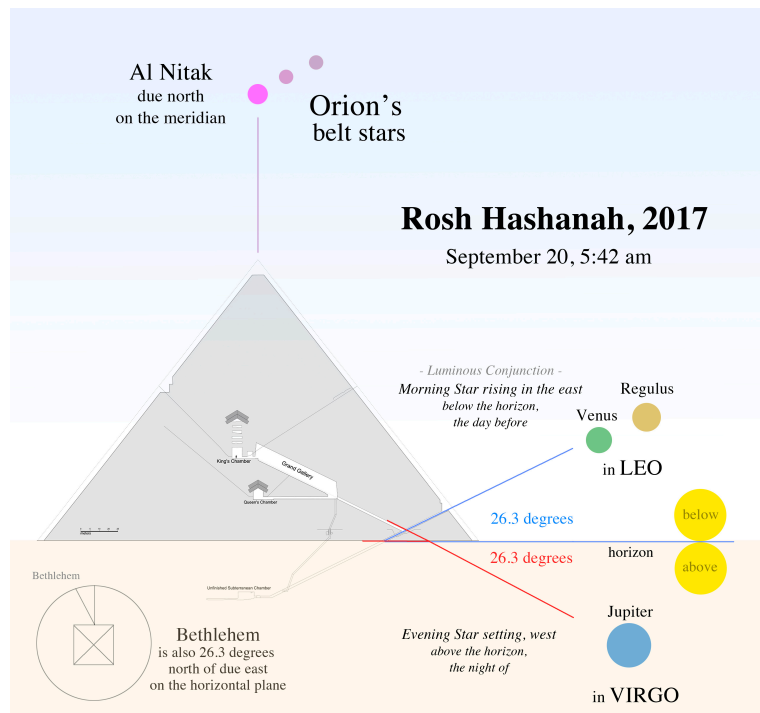 Al Nitak
due north
on the meridian
Orion's
belt stars
Rosh Hashanah, 2017
September 20, 5:42 am
- Luminous Conjunction -
Morning Star rising in the east
below the horizon,
the day before
Regulus
Venus
in LEO
King's Chamber
Grand Gallery
Queen's Chamber
26.3 degrees
below
horizon
26.3 degrees
above
Unfinished Subterranean Chamber
Bethlehem
Bethlehem
is also 26.3 degrees
north of due east
on the horizontal plane
Evening Star setting, west
above the horizon,
the night of
Jupiter
in VIRGO